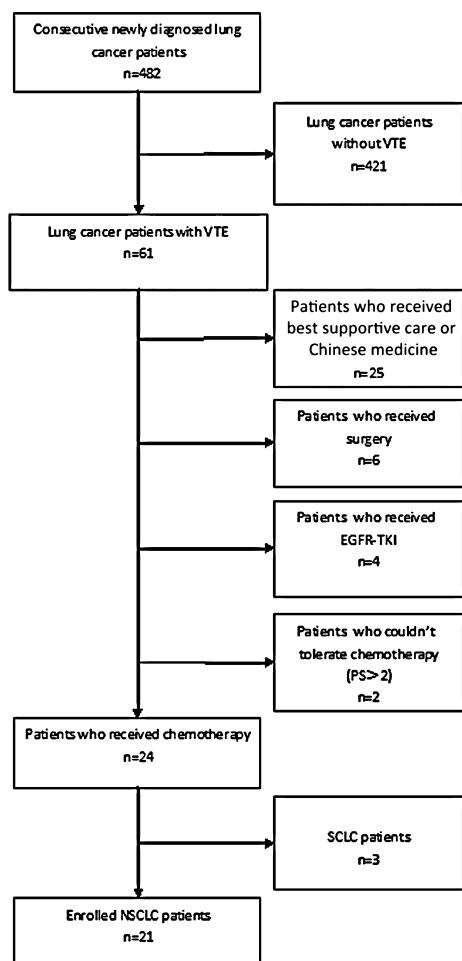 Consecutive newly diagnosed lung
cancer patients
n=482
Lung cancer patients
without VTE
n=421
Lung cancer patients with VTE
n=61
Patients who received
best supportive care or
Chinese medicine
n=25
Patients who received
surgery
n=6
Patients who received
EGFR-TKI
n=4
Patients who couldn't
tolerate chemotherapy
(PS>2)
n=2
Patients who received chemotherapy
n=24
SCLC patients
n=3
Enrolled NSCLC patients
n=21